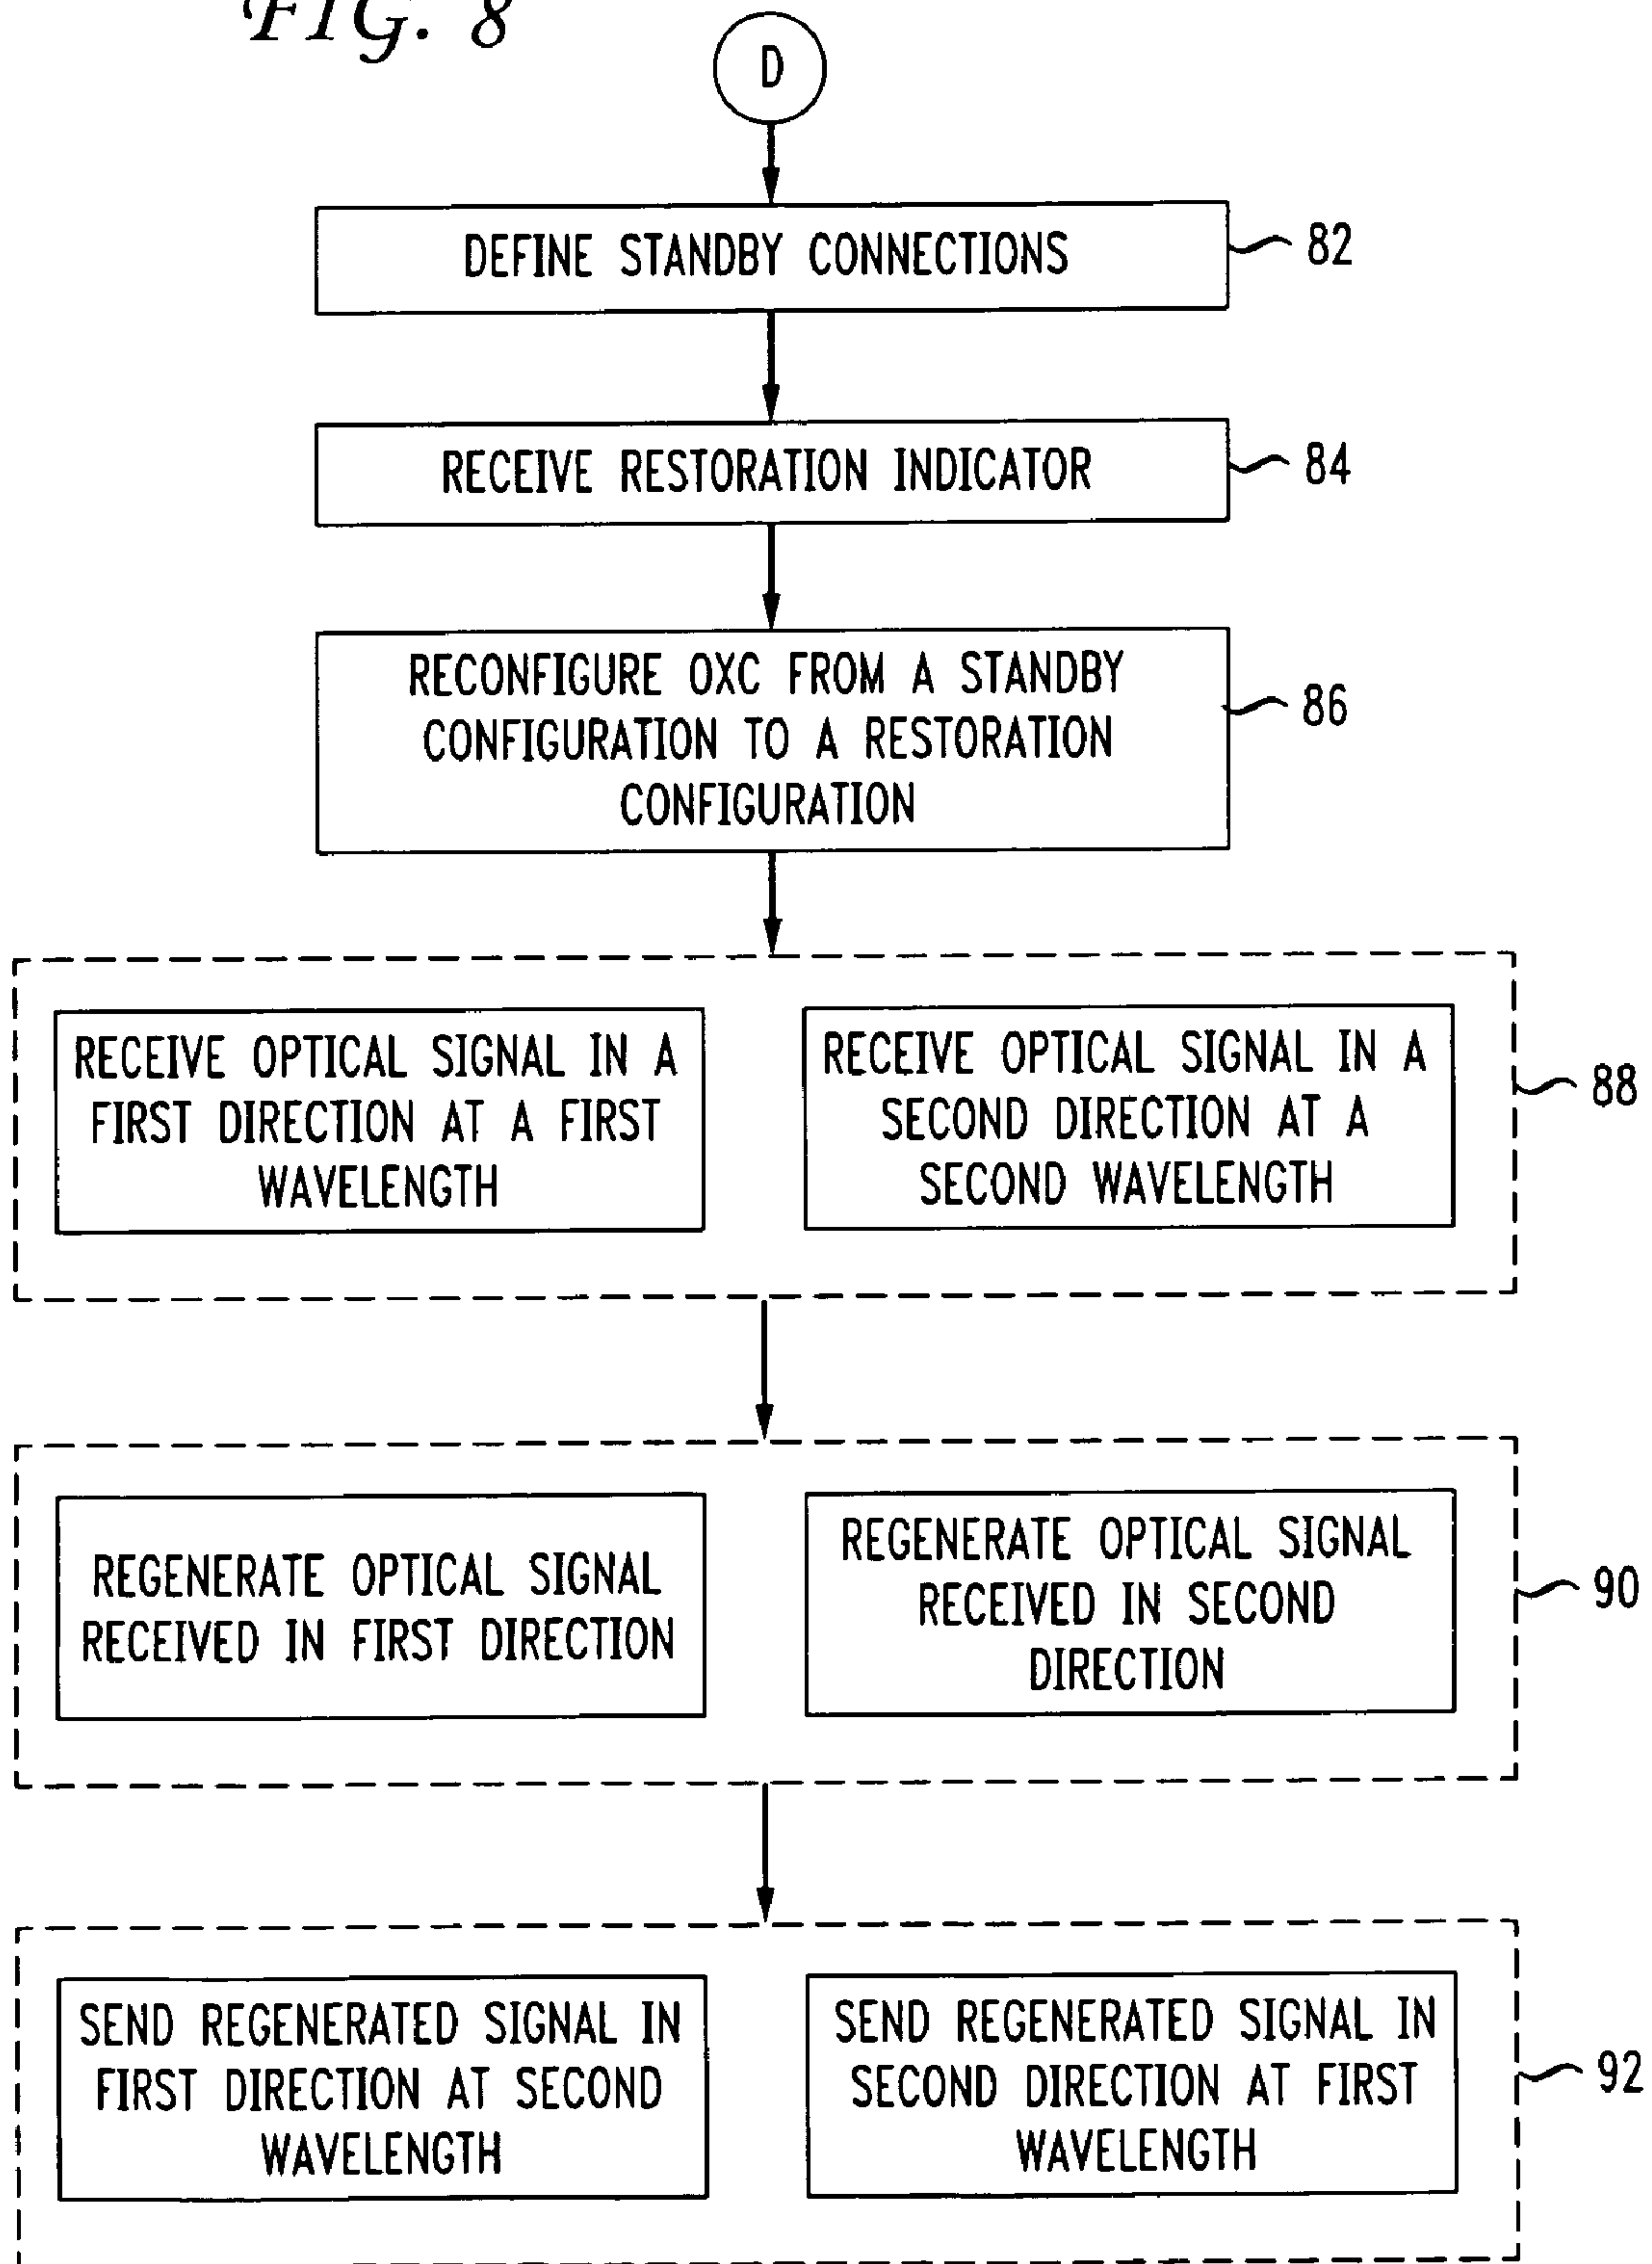 FIG. 8
D
DEFINE STANDBY CONNECTIONS
82
RECEIVE RESTORATION INDICATOR
84
RECONFIGURE OXC FROM A STANDBY
CONFIGURATION TO A RESTORATION
CONFIGURATION
86
RECEIVE OPTICAL SIGNAL IN A
FIRST DIRECTION AT A FIRST
WAVELENGTH
RECEIVE OPTICAL SIGNAL IN A
SECOND DIRECTION AT A
SECOND WAVELENGTH
88
REGENERATE OPTICAL SIGNAL
RECEIVED IN FIRST DIRECTION
REGENERATE OPTICAL SIGNAL
RECEIVED IN SECOND
DIRECTION
90
SEND REGENERATED SIGNAL IN
FIRST DIRECTION AT SECOND
WAVELENGTH
SEND REGENERATED SIGNAL IN
SECOND DIRECTION AT FIRST
WAVELENGTH
92